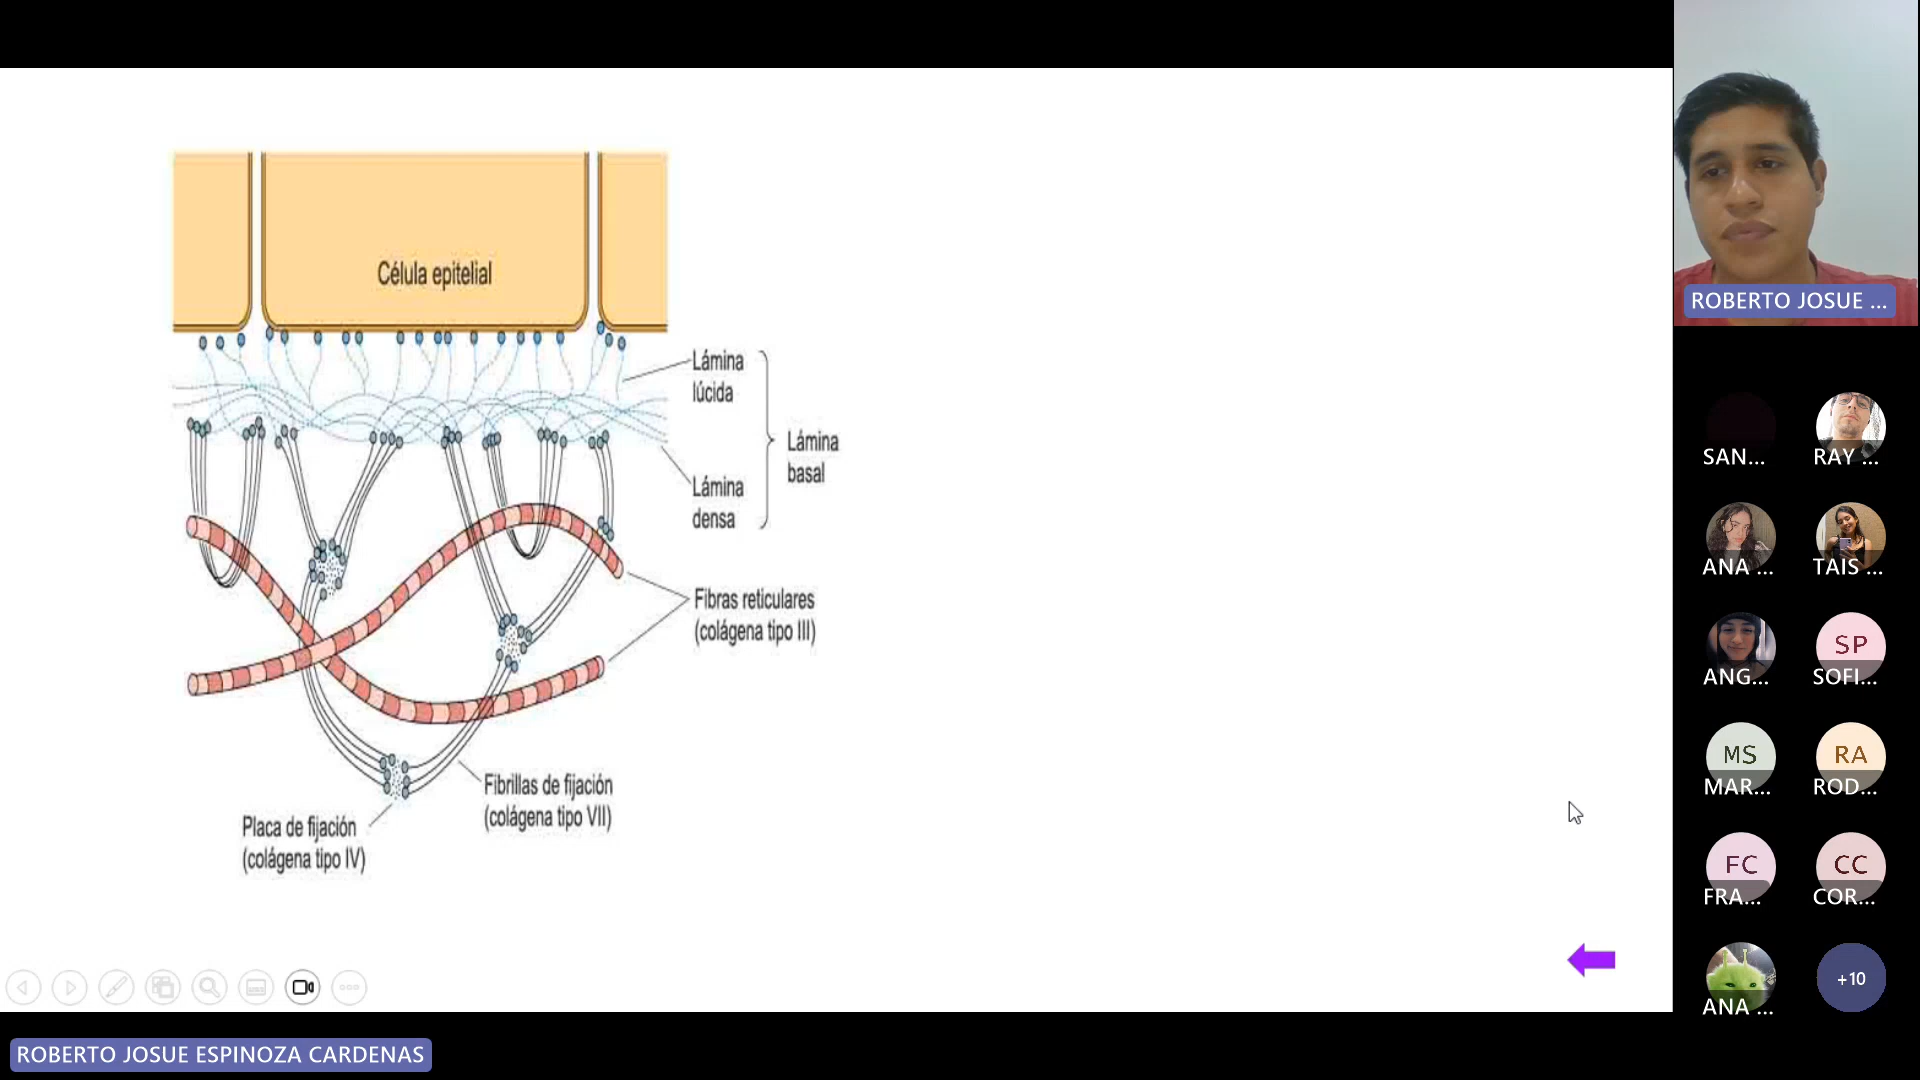 Célula epitelial
Lámina
lúcida
Lámina
basal
Lámina
densa
Fibras reticulares
(colágena tipo III)
Fibrillas de fijación
(colágena tipo VII)
Placa de fijación
(colágena tipo IV)
ROBERTO JOSUE ...
SAN...
RAY ...
ANA ...
TAIS ...
ANG...
SP
SOFI...
MS
MAR...
RA
ROD...
FC
FRA...
CC
COR...
ANA ...
+10
ROBERTO JOSUE ESPINOZA CARDENAS